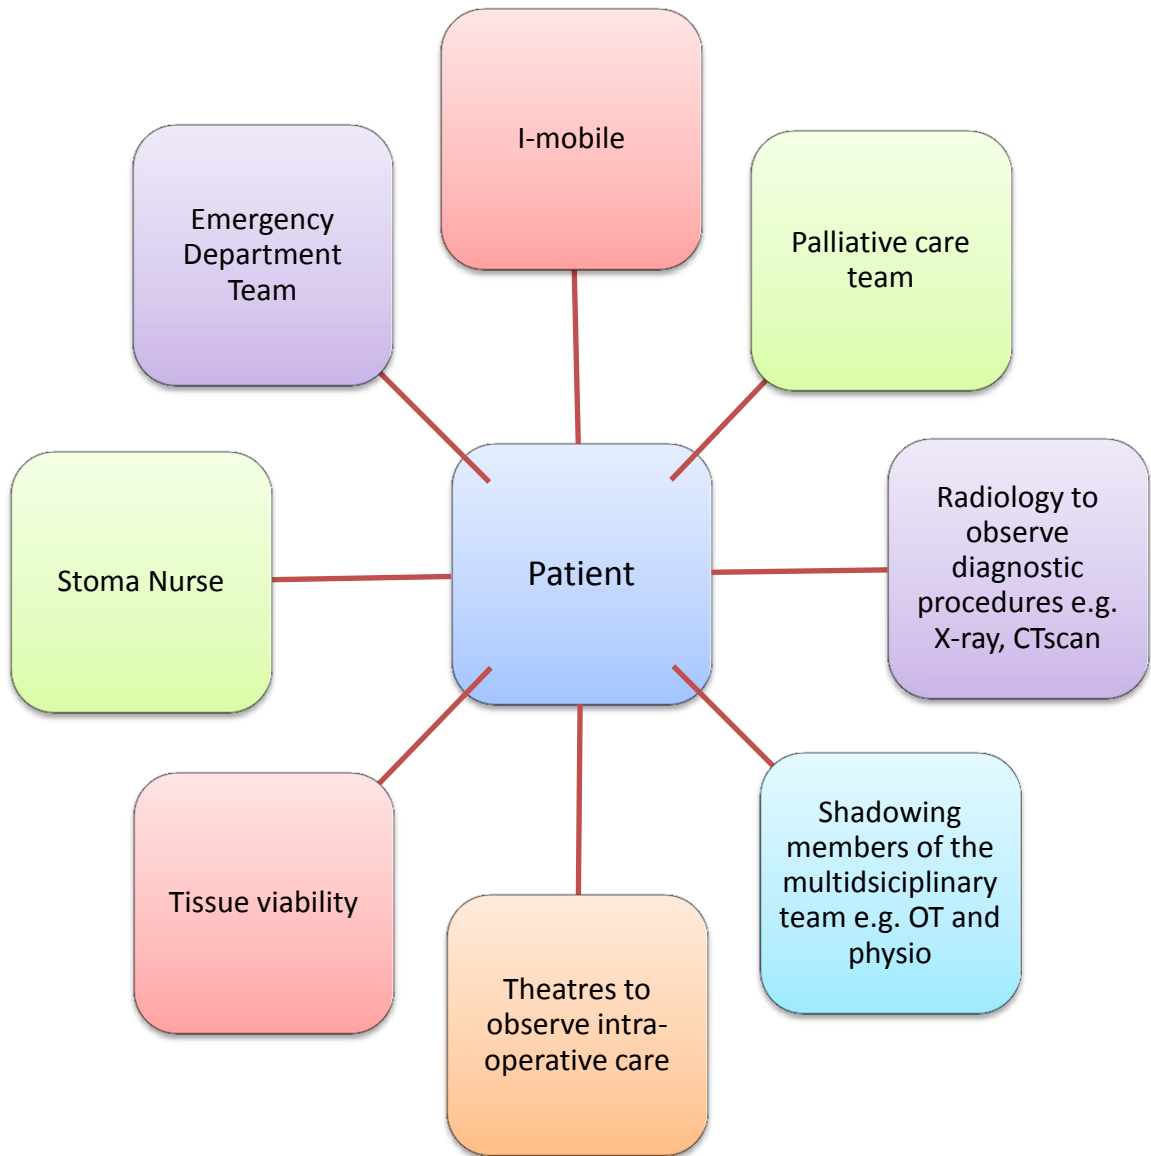 I-mobile
Emergency
Department
Team
Palliative care
team
Stoma Nurse
Patient
Radiology to
observe
diagnostic
procedures e.g.
X-ray, CTscan
Tissue viability
Theatres to
observe intra-
operative care
Shadowing
members of the
multidsiciplinary
team e.g. OT and
physio